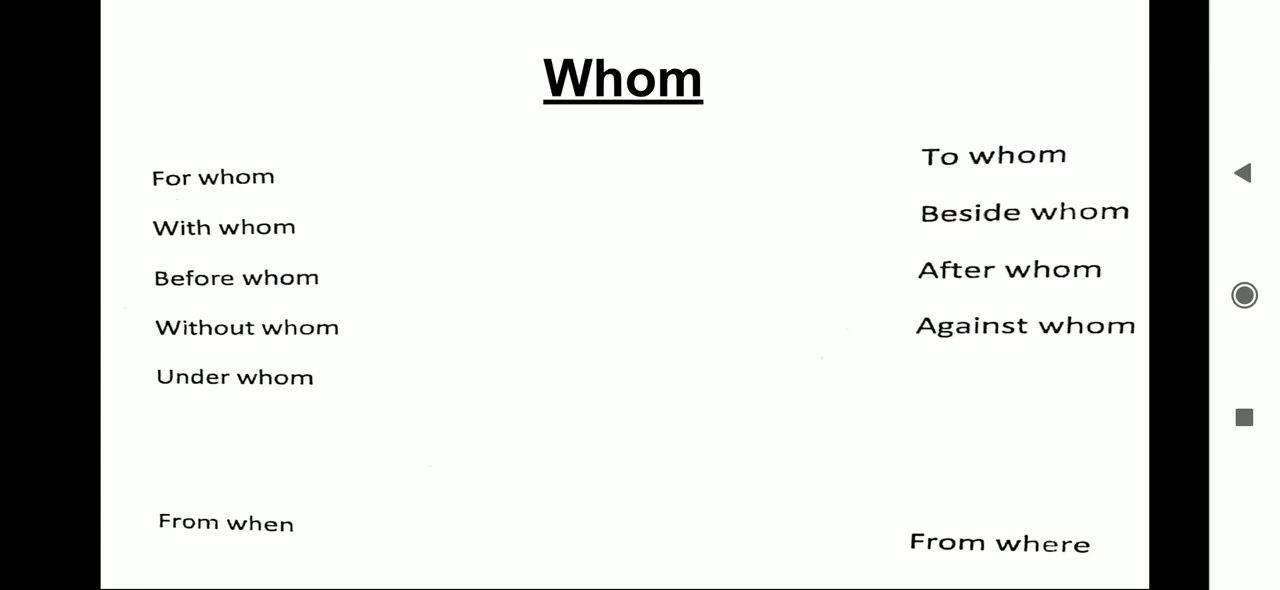 Whom
For whom
With whom
Before whom
Without whom
Under whom
From when
To whom
Beside whom
After whom
Against whom
From where